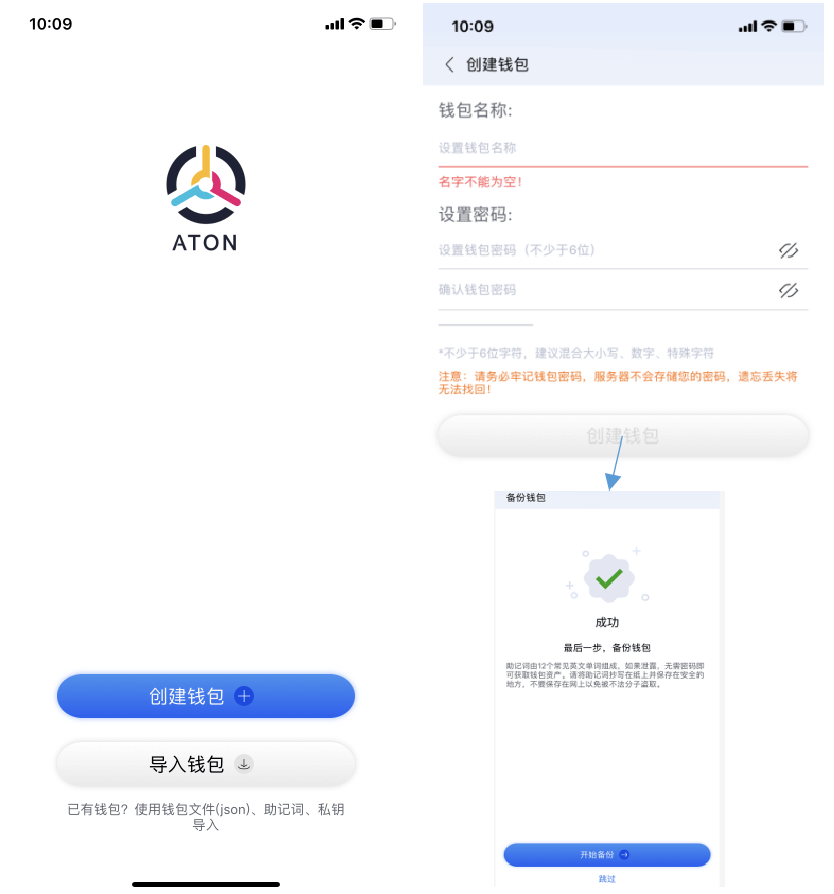 10:09
ATON
创建钱包
导入钱包
已有钱包？使用钱包文件(json)、助记词、私钥
导入
10:09
创建钱包
钱包名称:
设置钱包名称
名字不能为空!
设置密码:
设置钱包密码（不少于6位）
确认钱包密码
*不少于6位字符。建议混合大小写、数字、特殊字符
注意：请务必牢记钱包密码，服务器不会存储您的密码，遗忘丢失将
无法找回!
创建钱包
备份钱包
成功
最后一步，备份钱包
助记词由12个常见英文单词组成，如果泄露，无需密码即
可获取钱包资产。请将助记词抄写在纸上并保存在安全的
地方，不要保存在网上以免被不法分子盗取。
开始备份
跳过